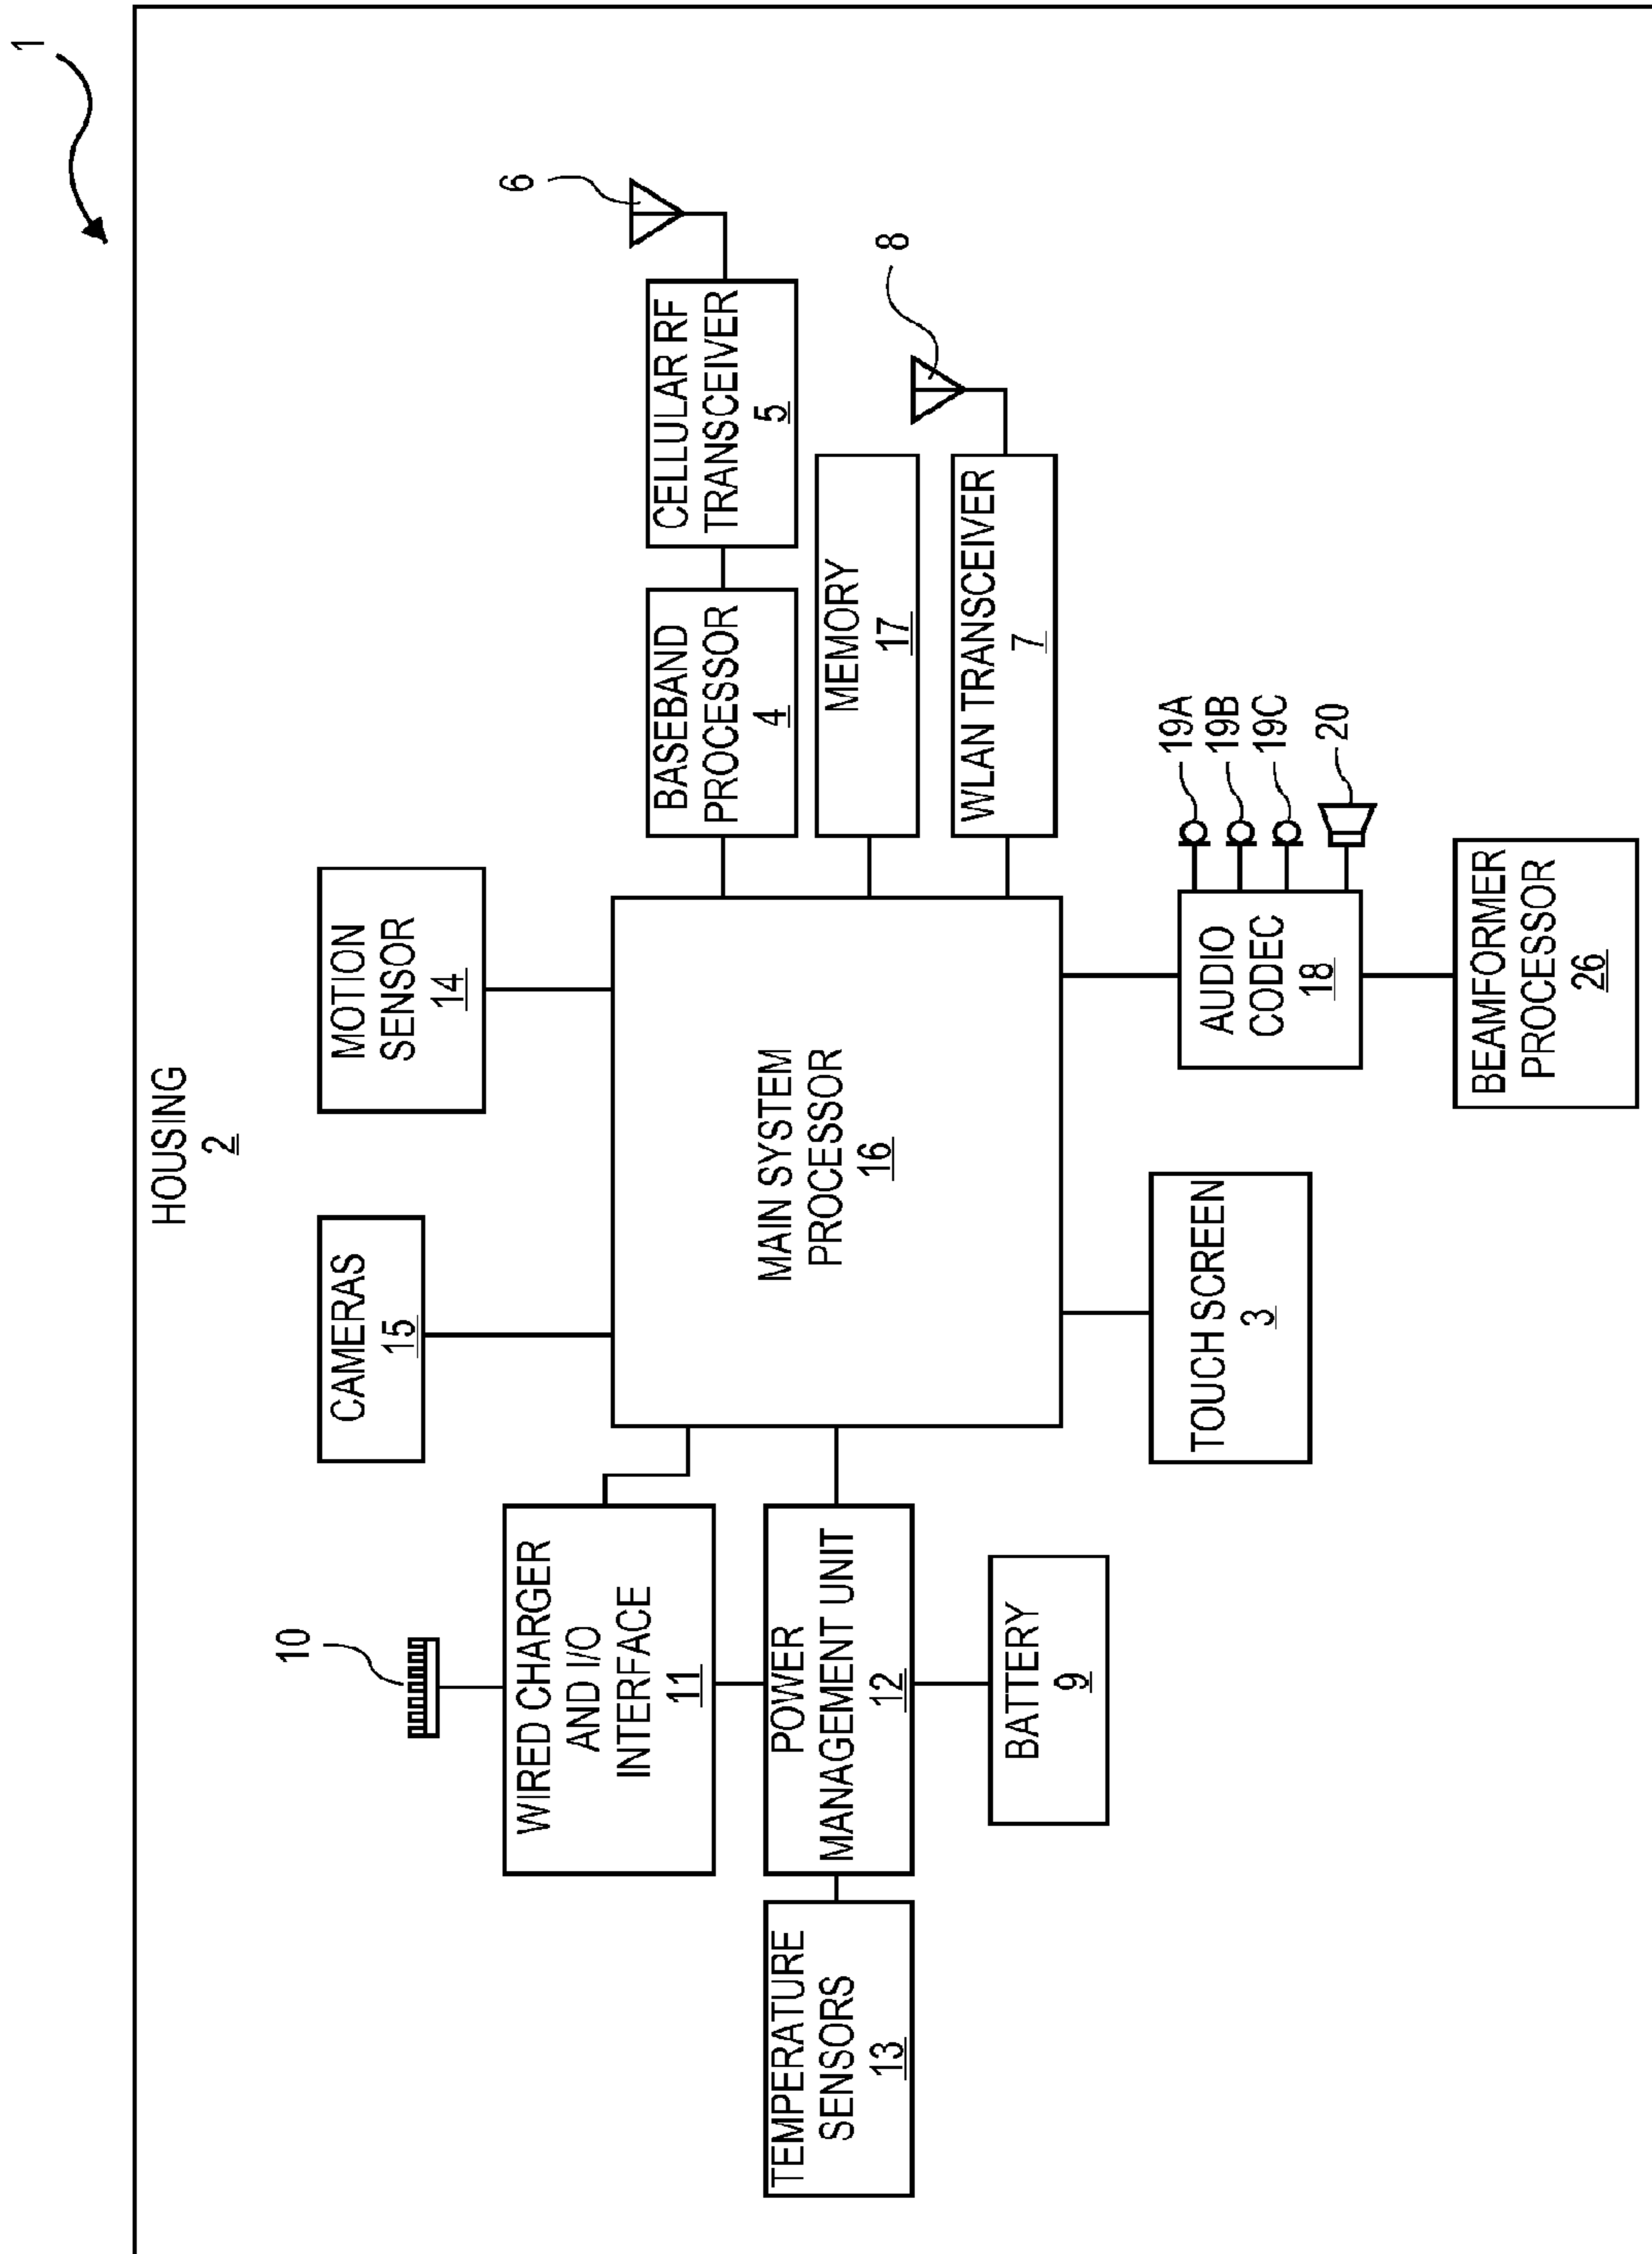 1
HOUSING
2
CAMERAS
15
MOTION
SENSOR
14
10
WIRED CHARGER
AND I/O
INTERFACE
11
POWER
MANAGEMENT UNIT
12
TEMPERATURE
SENSORS
13
BATTERY
9
MAIN SYSTEM
PROCESSOR
16
BASEBAND
PROCESSOR
4
CELLULAR RF
TRANSCEIVER
5
6
MEMORY
17
WLAN TRANSCEIVER
7
8
TOUCH SCREEN
3
AUDIO
CODEC
18
19A
19B
19C
20
BEAMFORMER
PROCESSOR
26